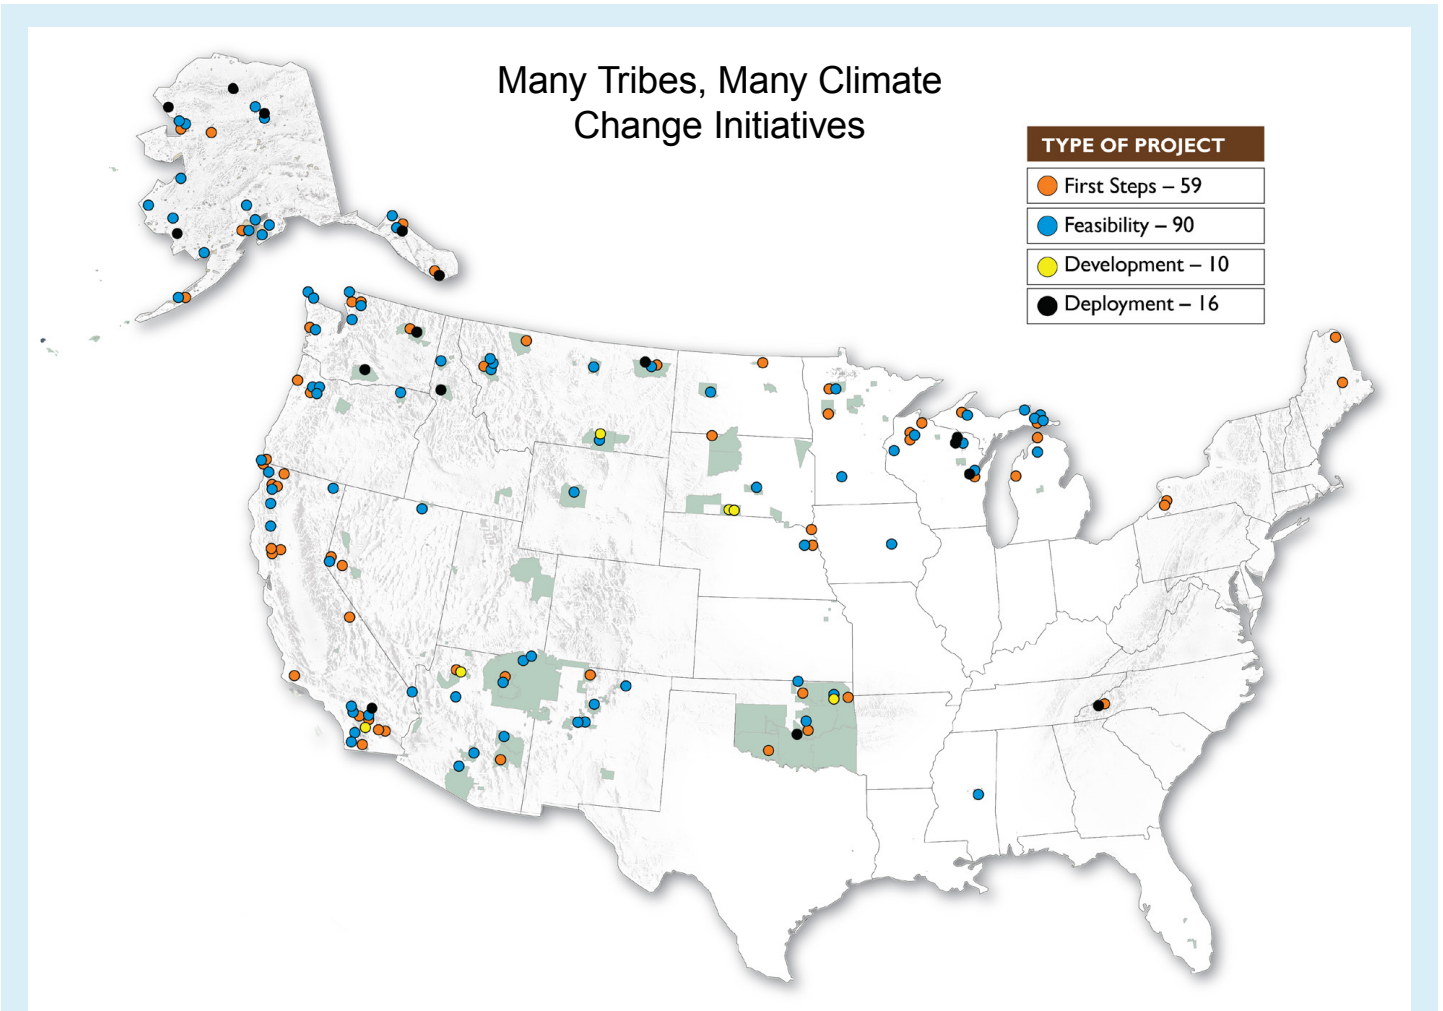 Many Tribes, Many Climate
Change Initiatives
TYPE OF PROJECT
First Steps – 59
Feasibility – 90
Development – 10
Deployment – 16